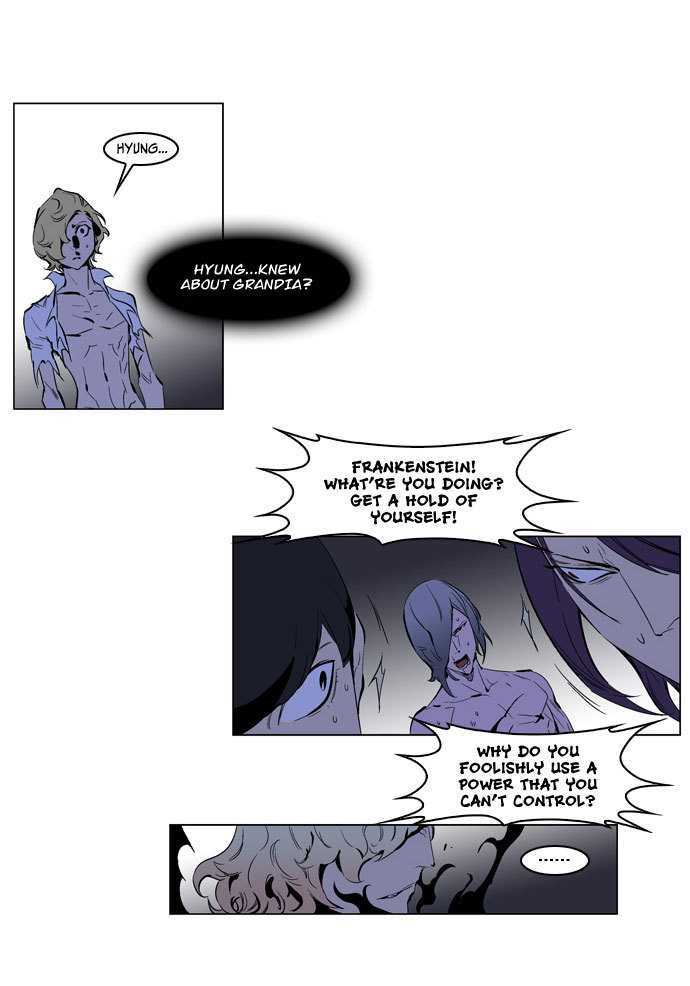 HYUNG...
HYUNG...KNEW
ABOUT GRANDIA?
FRANKENSTEIN!
WHAT'RE YOU DOING?
GET A HOLD OF
YOURSELF!
WHY DO YOU
FOOLISHLY USE A
POWER THAT YOU
CAN'T CONTROL?
......